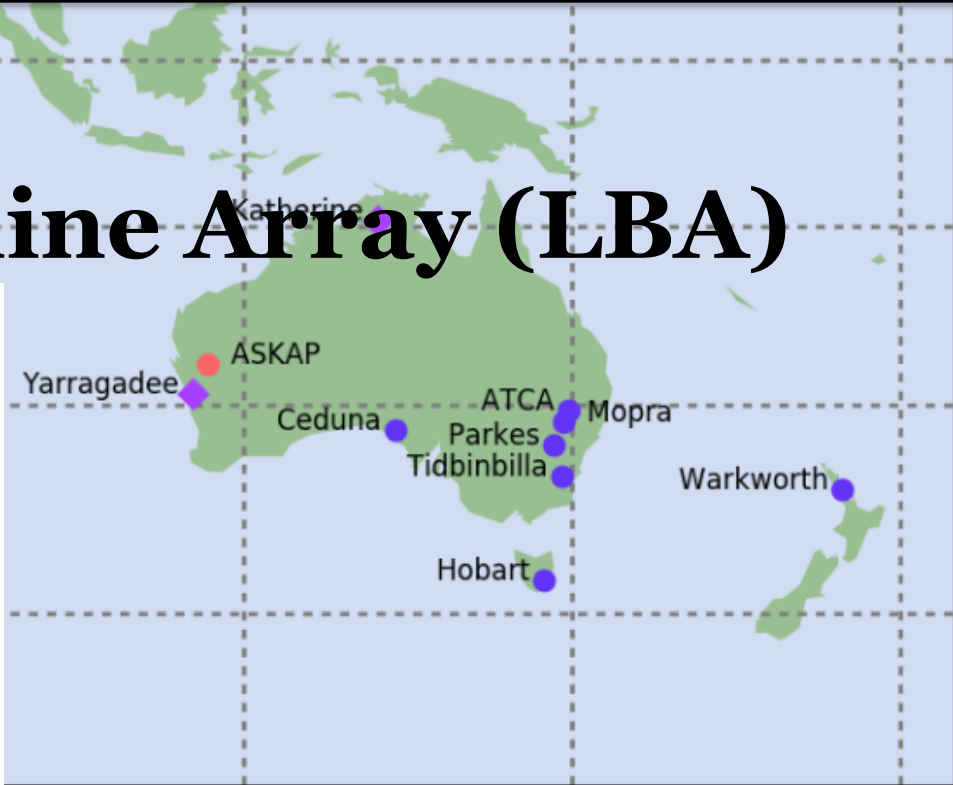 Katherine
ine Array (LBA)
ASKAP
Yarragadee
ATCA
Mopra
Ceduna
Parkes
Tidbinbilla
Warkworth
Hobart